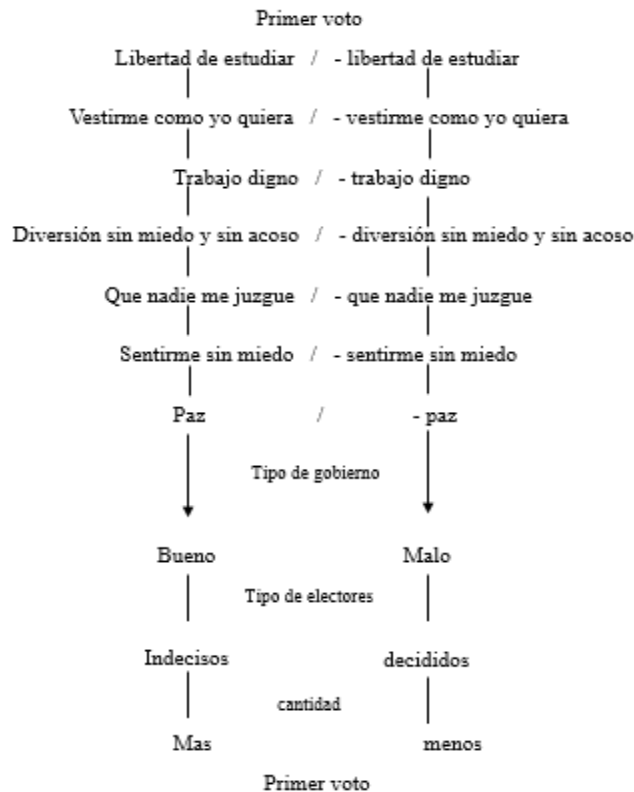 Primer voto
Libertad de estudiar / - libertad de estudiar
Vestirme como yo quiera / - vestirme como yo quiera
Trabajo digno / - trabajo digno
Diversión sin miedo y sin acoso / - diversión sin miedo y sin acoso
Que nadie me juzgue / - que nadie me juzgue
Sentirme sin miedo / - sentirme sin miedo
Paz / - paz
Tipo de gobierno
Bueno Malo
Tipo de electores
Indecisos decididos
cantidad
Mas menos
Primer voto